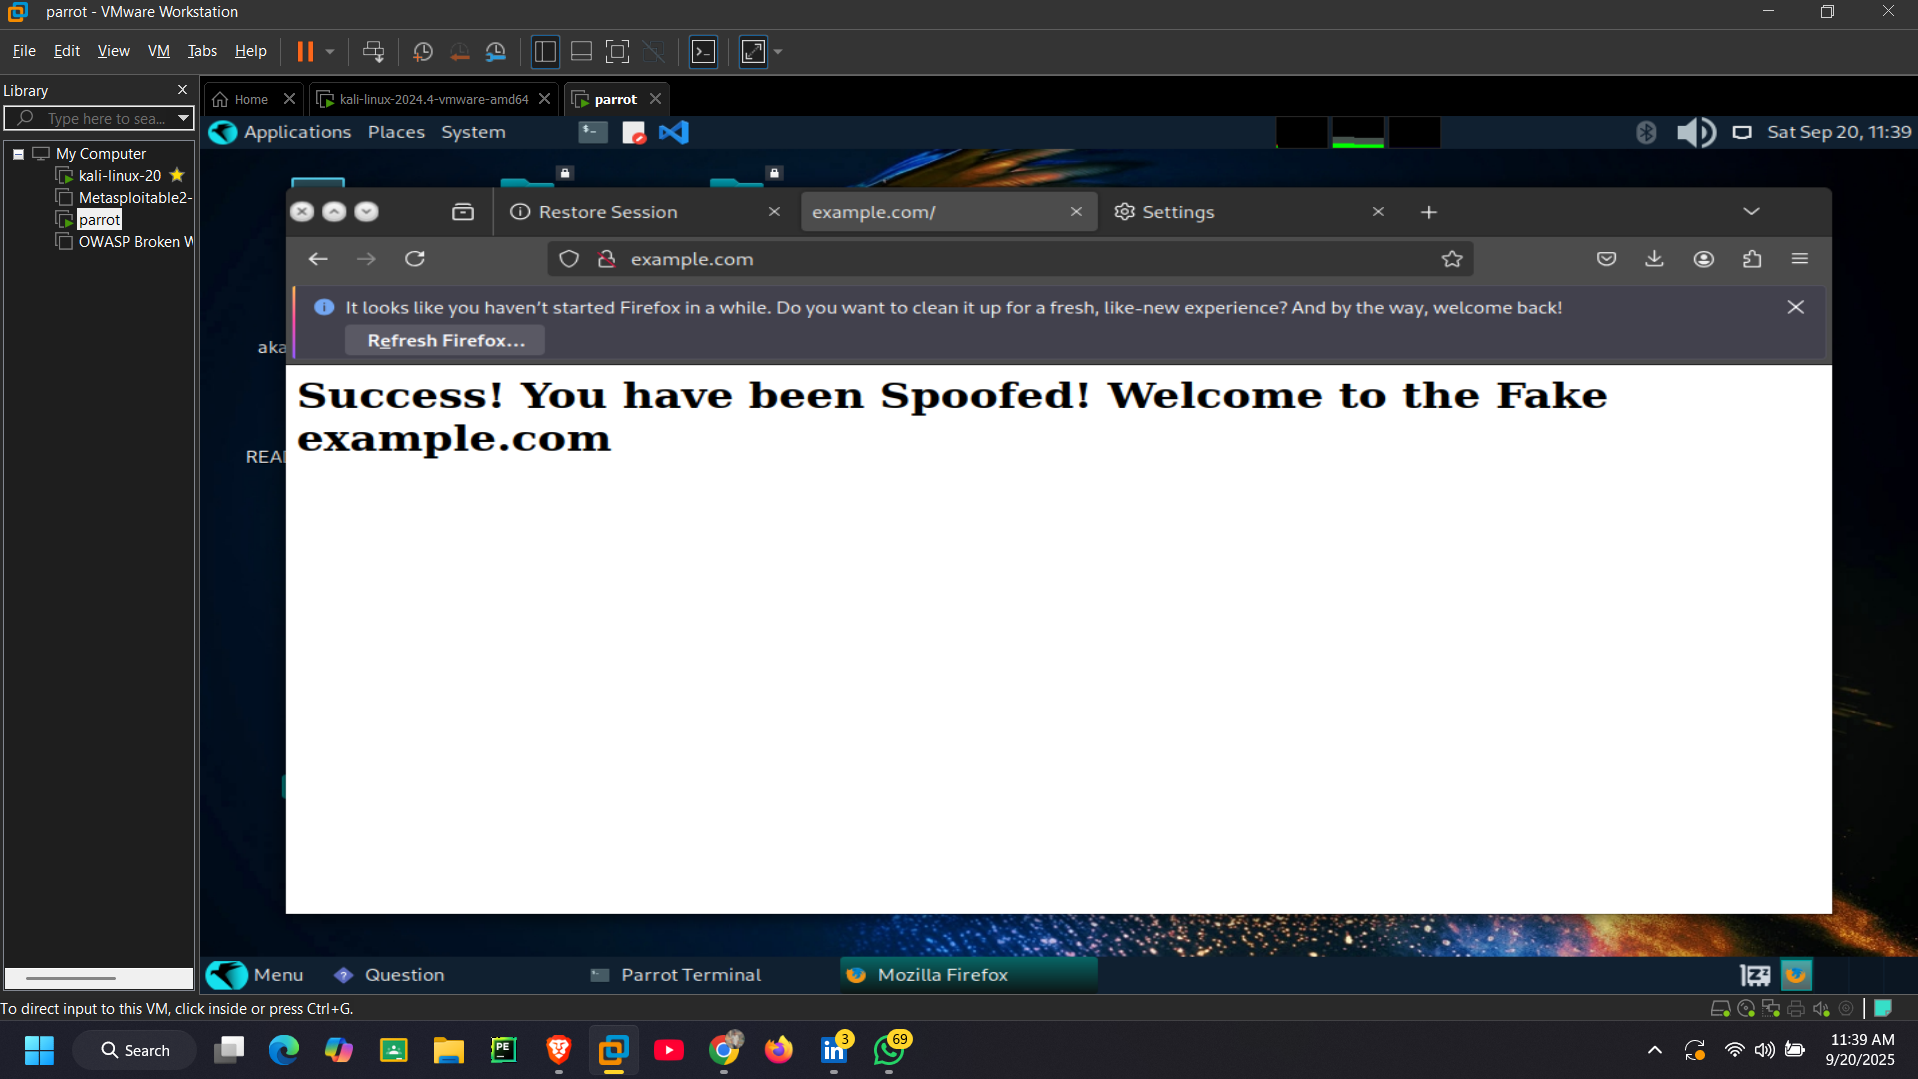 parrot - VMware Workstation
File Edit View VM Tabs Help
Library
Type here to sea...
My Computer
kali-linux-20
Metasploitable2-
parrot
OWASP Broken W
Home
kali-linux-2024.4-vmware-amd64
parrot
Applications Places System
Sat Sep 20, 11:39
Restore Session
example.com/
Settings
example.com
It looks like you haven’t started Firefox in a while. Do you want to clean it up for a fresh, like-new experience? And by the way, welcome back!
Refresh Firefox...
aka
REA
Success! You have been Spoofed! Welcome to the Fake
example.com
Menu
Question
Parrot Terminal
Mozilla Firefox
To direct input to this VM, click inside or press Ctrl+G.
Search
PE
3
69
11:39 AM
9/20/2025